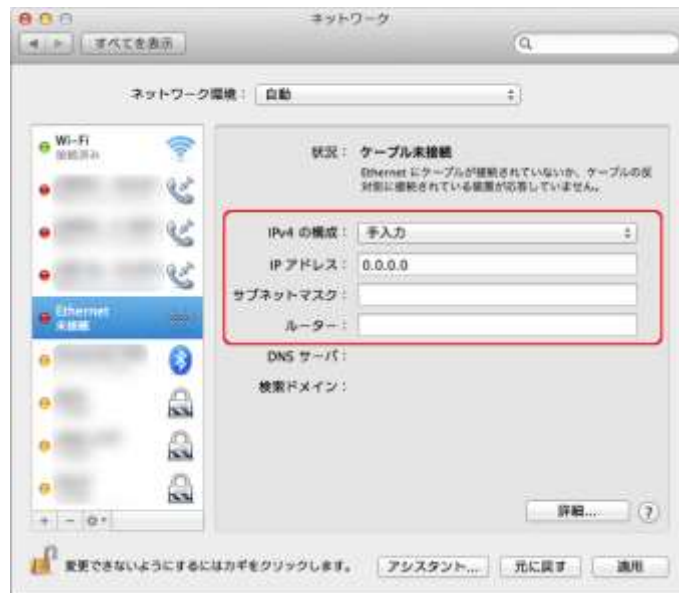 ネットワーク
すべてを表示
ネットワーク環境： 自動
Wi-Fi
接続済み
Ethernet
未接続
状況： ケーブル未接続
Ethernet にケーブルが接続されていないか、ケーブルの反
対側に接続されている装置が応答していません。
IPv4 の構成： 手入力
IP アドレス： 0.0.0.0
サブネットマスク：
ルーター：
DNS サーバ：
検索ドメイン：
詳細...
?
変更できないようにするにはカギをクリックします。
アシスタント...
元に戻す
適用